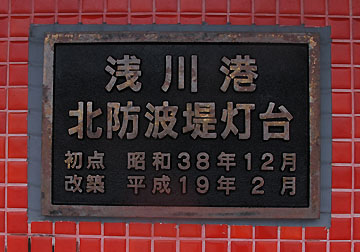 浅川港
北防波堤灯台
初点 昭和38年12月
改築 平成19年2月